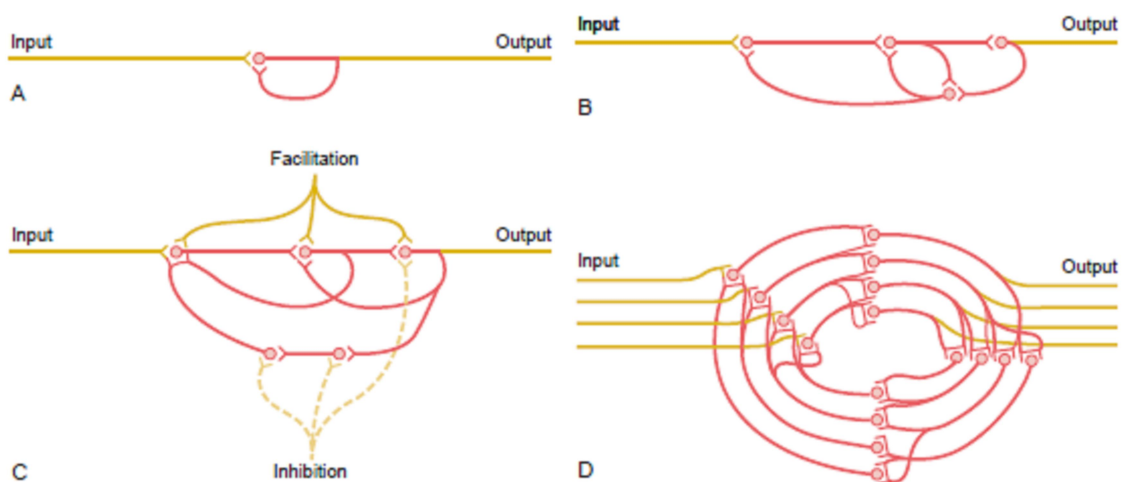 Input
Output
A
Input
Output
B
Facilitation
Input
Output
C
Inhibition
Input
Output
D